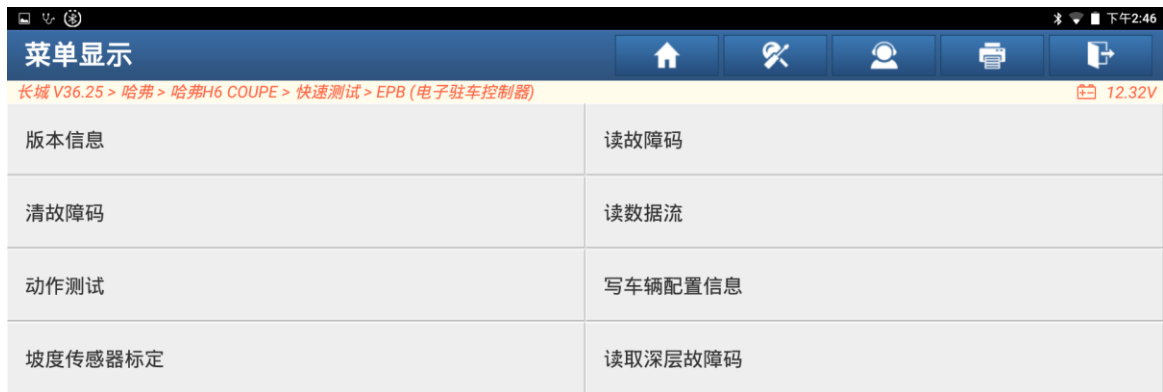 下午2:46
菜单显示
长城 V36.25 > 哈弗 > 哈弗H6 COUPE > 快速测试 > EPB (电子驻车控制器) 12.32V
版本信息 读故障码
清故障码 读数据流
动作测试 写车辆配置信息
坡度传感器标定 读取深层故障码